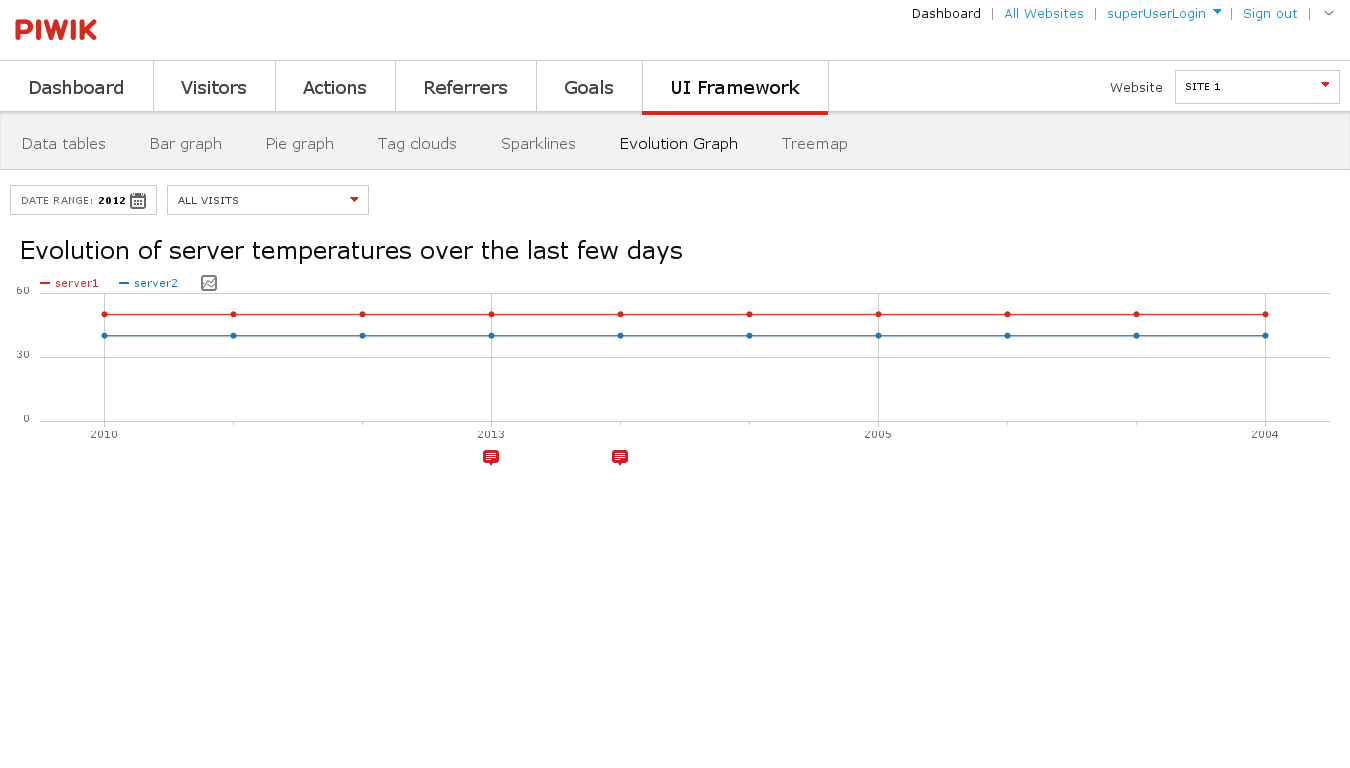 PIWIK
Dashboard | All Websites | superUserLogin | Sign out |
Dashboard Visitors Actions Referrers Goals UI Framework Website SITE 1
Data tables Bar graph Pie graph Tag clouds Sparklines Evolution Graph Treemap
DATE RANGE: 2012 ALL VISITS
Evolution of server temperatures over the last few days
server1 server2
60
30
0
2010 2013 2005 2004